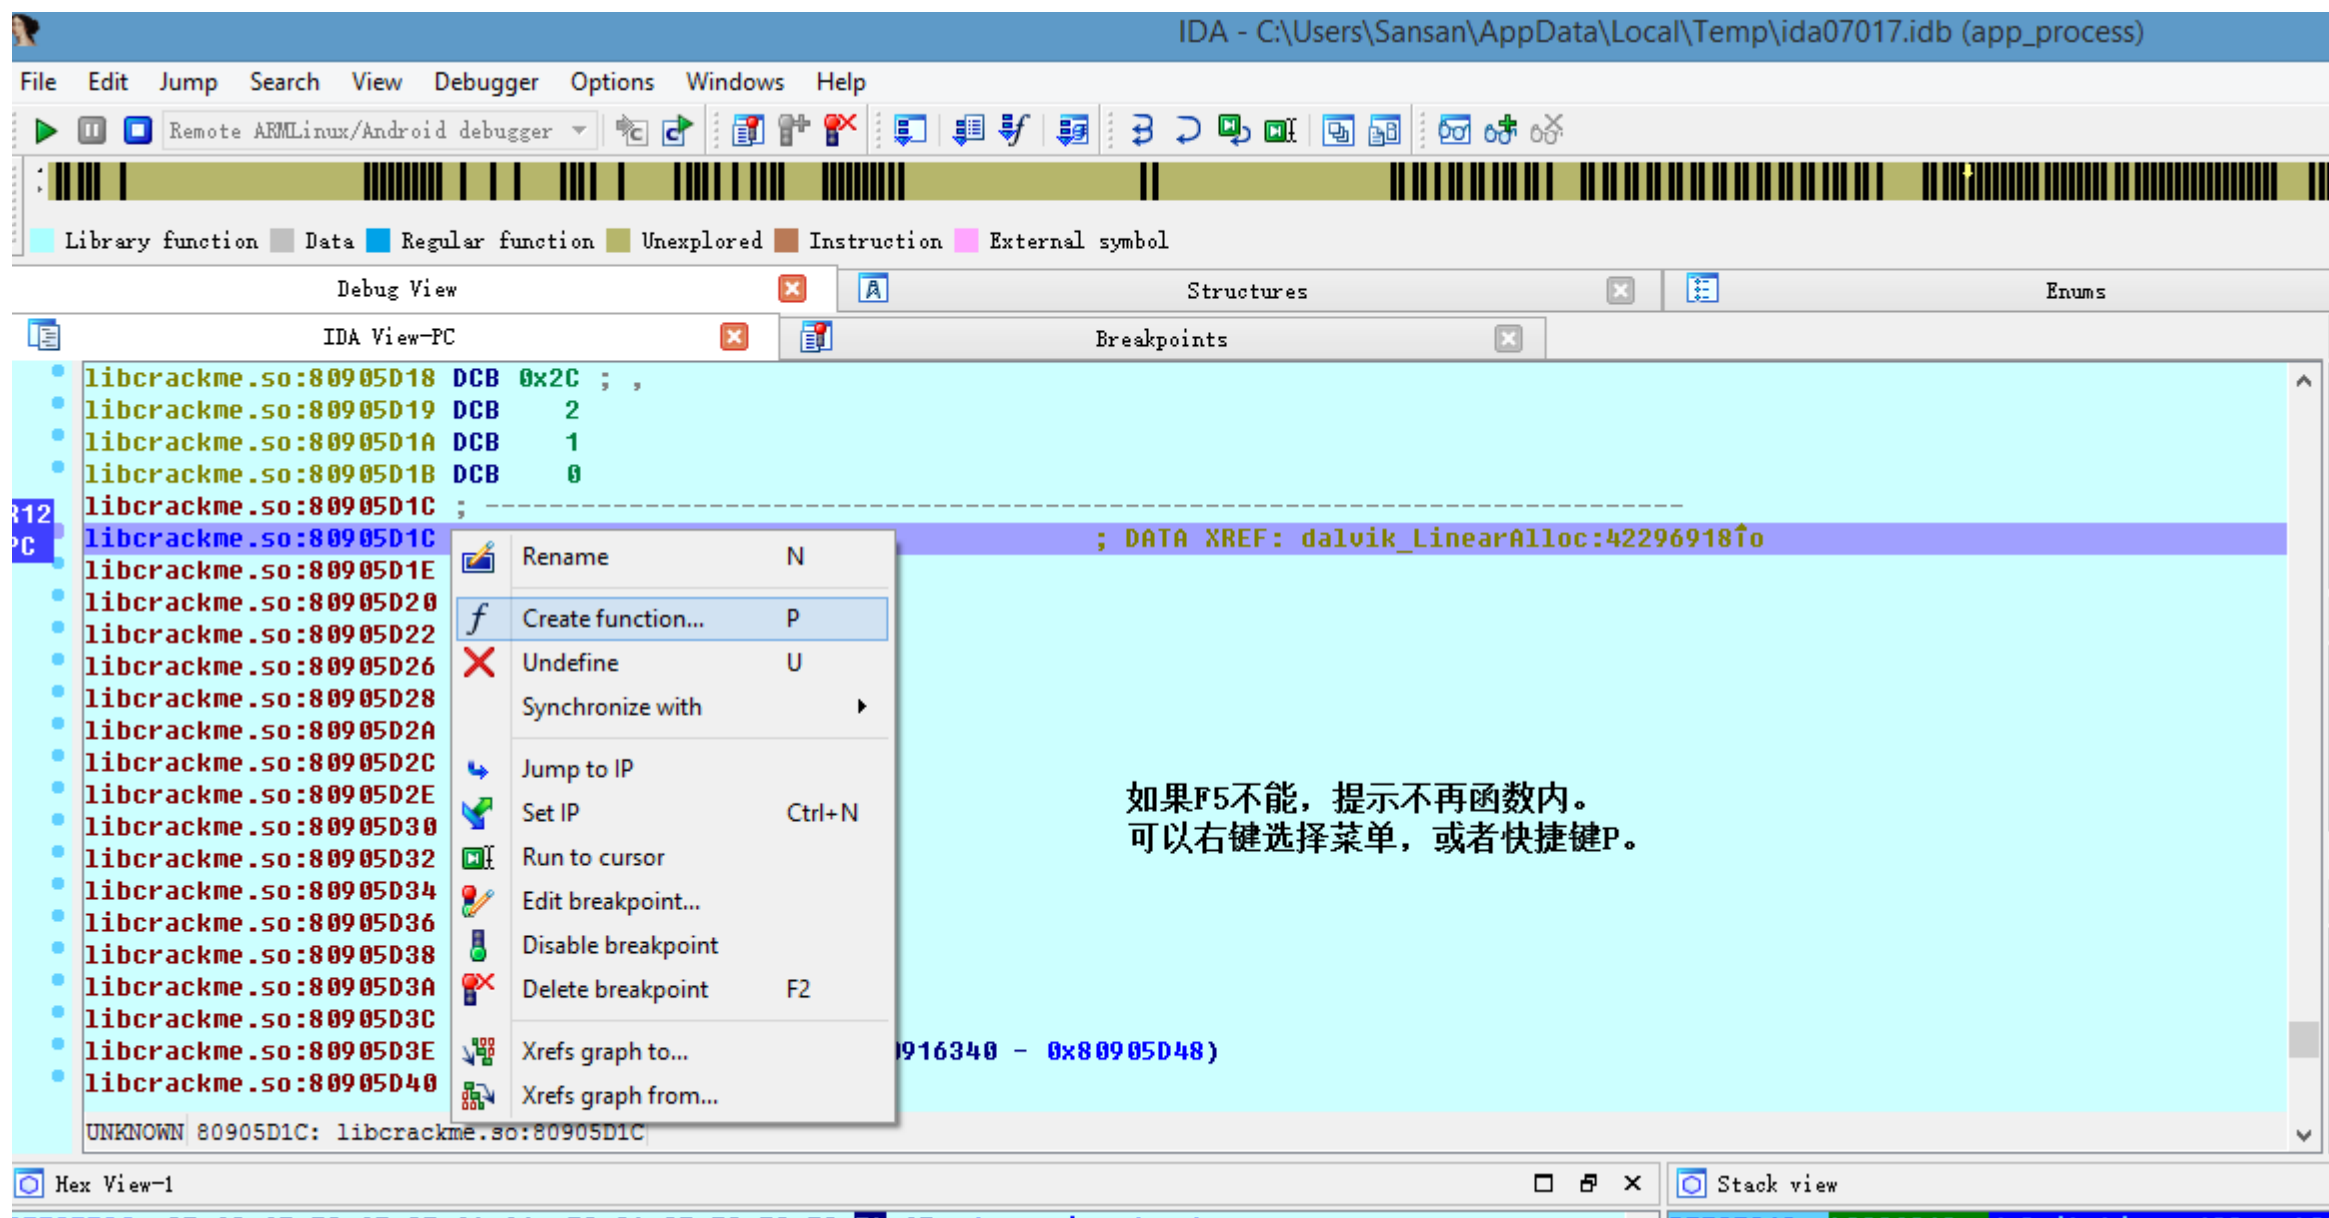 IDA - C:\Users\Sansan\AppData\Local\Temp\ida07017.idb (app_process)
File Edit Jump Search View Debugger Options Windows Help
Remote ARMLinux/Android debugger
Library function Data Regular function Unexplored Instruction External symbol
Debug View Structures Enums
IDA View-PC Breakpoints
libcrackme.so:80905D18 DCB 0x2C ; ,
libcrackme.so:80905D19 DCB 2
libcrackme.so:80905D1A DCB 1
libcrackme.so:80905D1B DCB 0
R12 libcrackme.so:80905D1C ; ---------------------------------------------------------------------------
PC libcrackme.so:80905D1C ; DATA XREF: dalvik_LinearAlloc:42296918↑o
libcrackme.so:80905D1E
libcrackme.so:80905D20
libcrackme.so:80905D22
libcrackme.so:80905D26
libcrackme.so:80905D28
libcrackme.so:80905D2A
libcrackme.so:80905D2C
libcrackme.so:80905D2E
libcrackme.so:80905D30
libcrackme.so:80905D32
libcrackme.so:80905D34
libcrackme.so:80905D36
libcrackme.so:80905D38
libcrackme.so:80905D3A
libcrackme.so:80905D3C
libcrackme.so:80905D3E 0916340 - 0x80905D48)
libcrackme.so:80905D40
Rename N
Create function... P
Undefine U
Synchronize with
Jump to IP
Set IP Ctrl+N
Run to cursor
Edit breakpoint...
Disable breakpoint
Delete breakpoint F2
Xrefs graph to...
Xrefs graph from...
如果F5不能，提示不再函数内。
可以右键选择菜单，或者快捷键P。
UNKNOWN 80905D1C: libcrackme.so:80905D1C
Hex View-1 Stack view